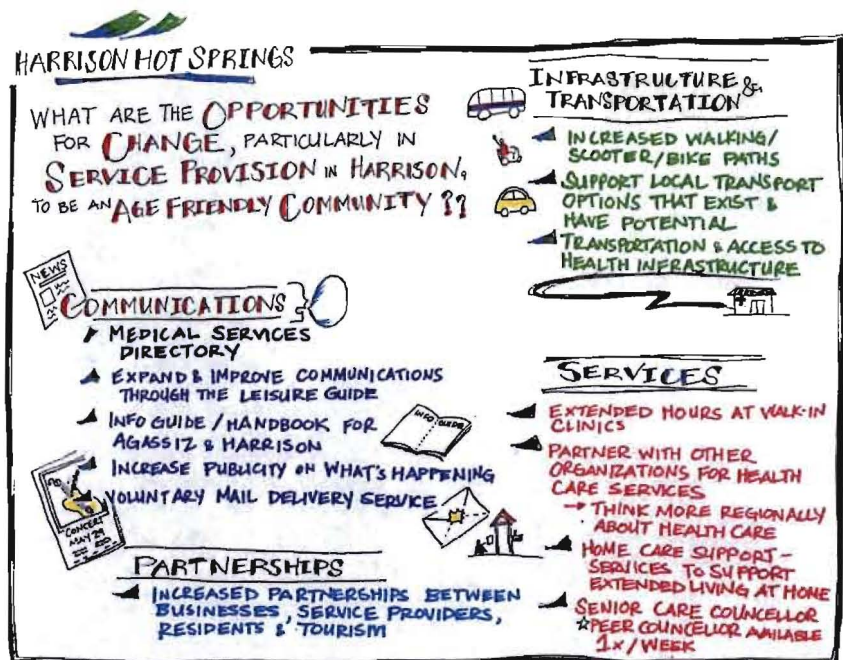 HARRISON HOT SPRINGS
WHAT ARE THE OPPORTUNITIES
FOR CHANGE, PARTICULARLY IN
SERVICE PROVISION IN HARRISON,
TO BE AN AGE FRIENDLY COMMUNITY ??
NEWS
COMMUNICATIONS
MEDICAL SERVICES
DIRECTORY
EXPAND & IMPROVE COMMUNICATIONS
THROUGH THE LEISURE GUIDE
INFO GUIDE / HANDBOOK FOR
AGASSIZ & HARRISON
INFO GUIDE
INCREASE PUBLICITY ON WHAT'S HAPPENING
VOLUNTARY MAIL DELIVERY SERVICE
CONCERT
MAY 29
PARTNERSHIPS
INCREASED PARTNERSHIPS BETWEEN
BUSINESSES, SERVICE PROVIDERS,
RESIDENTS & TOURISM
INFRASTRUCTURE &
TRANSPORTATION
INCREASED WALKING/
SCOOTER/BIKE PATHS
SUPPORT LOCAL TRANSPORT
OPTIONS THAT EXIST &
HAVE POTENTIAL
TRANSPORTATION & ACCESS TO
HEALTH INFRASTRUCTURE
SERVICES
EXTENDED HOURS AT WALK-IN
CLINICS
PARTNER WITH OTHER
ORGANIZATIONS FOR HEALTH
CARE SERVICES
→ THINK MORE REGIONALLY
ABOUT HEALTH CARE
HOME CARE SUPPORT -
SERVICES TO SUPPORT
EXTENDED LIVING AT HOME
SENIOR CARE COUNCELLOR
☆PEER COUNCELLOR AVAILABLE
1x/WEEK